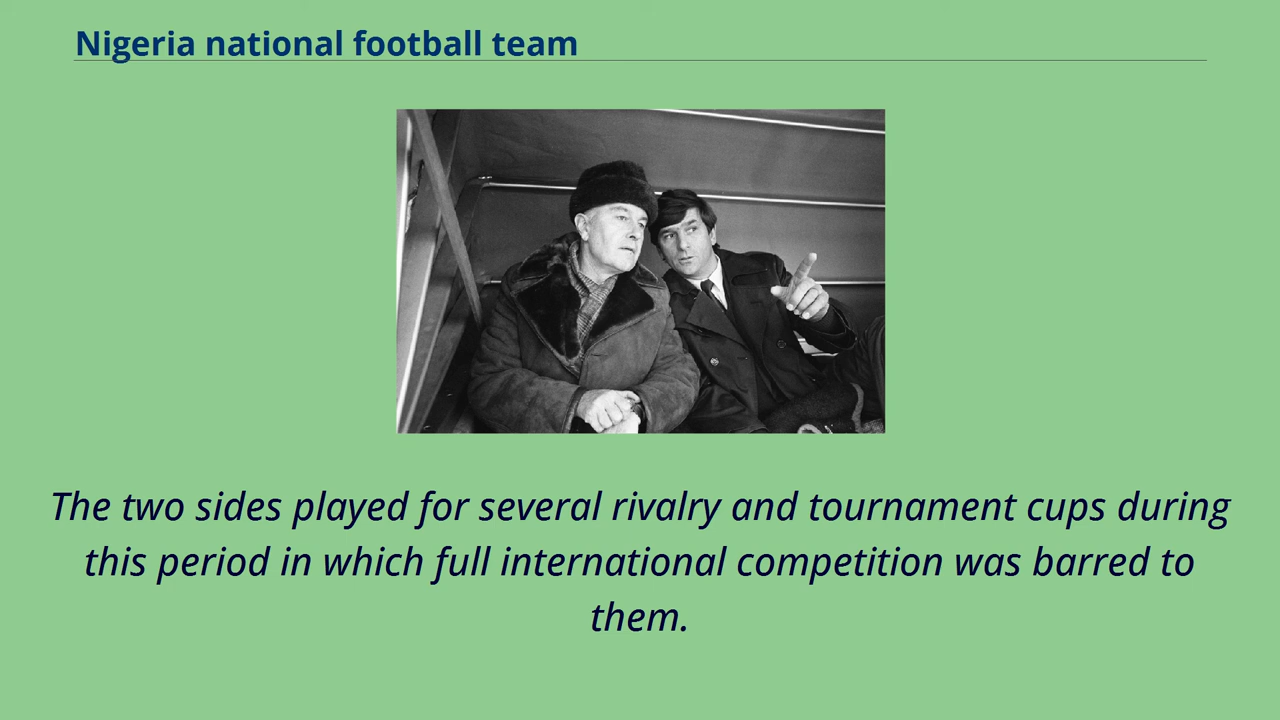 Nigeria national football team
The two sides played for several rivalry and tournament cups during
this period in which full international competition was barred to
them.